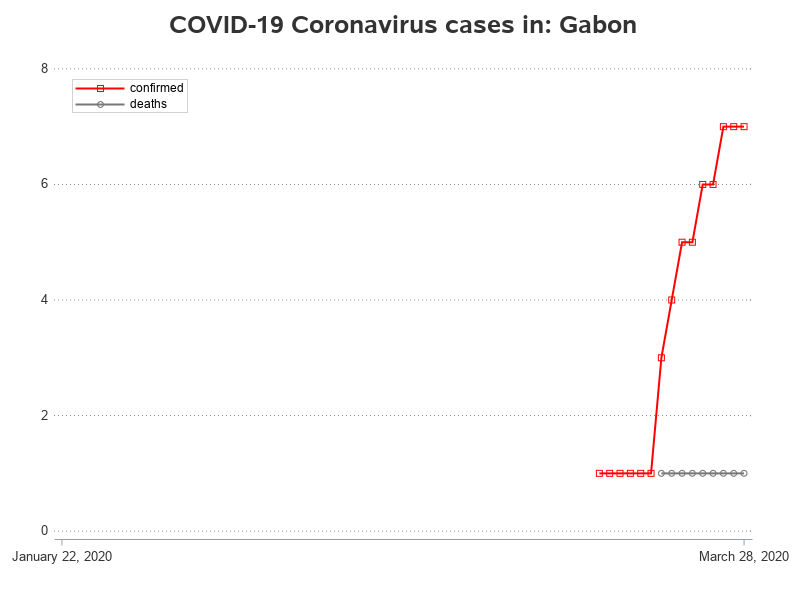 COVID-19 Coronavirus cases in: Gabon
8
confirmed
deaths
6
4
2
0
January 22, 2020
March 28, 2020